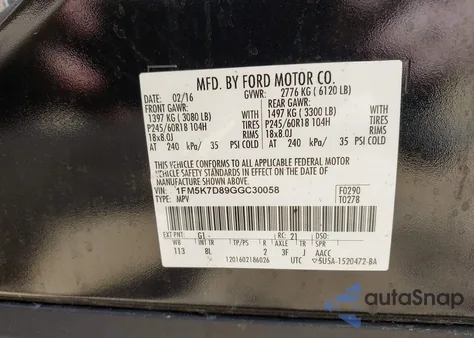 MFD. BY FORD MOTOR CO.
02/16 GVWR: 2776 KG ( 6120 LB)
FRONT GAWR: REAR GAWR:
1397 KG ( 3080 LB) TIRES 1497 KG ( 3300 LB) TIRES
P245/60R18 104H P245/60R18 104H
18x8.0J RIMS 18x8.0J RIMS
AT 240 kPa/ 35 PSI COLD AT 240 kPa/ 35 PSI COLD
THIS VEHICLE CONFORMS TO ALL APPLICABLE FEDERAL MOTOR
VEHICLE SAFETY AND THEFT PREVENTION STANDARDS IN EFFECT ON THE
DATE OF MANUFACTURE SHOWN ABOVE.
VIN: 1FM5K7D89GGC30058 F0290
TYPE: MPV T0278
EXT PNT: G1 RC: 21 DSO:
WB INT TR TP/PS R AXLE TR SPR
113 BL 2 3F J AACC
1201602186026 UTC 5USA-1520472-BA
autoSnap